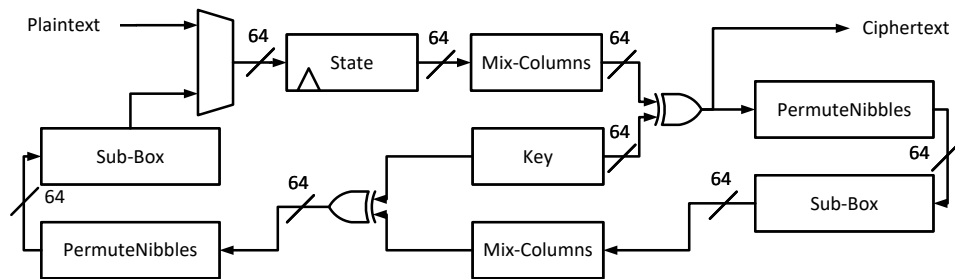 Plaintext
64
State
64
Mix-Columns
64
Ciphertext
PermuteNibbles
Sub-Box
64
Key
64
64
64
64
Sub-Box
PermuteNibbles
Mix-Columns